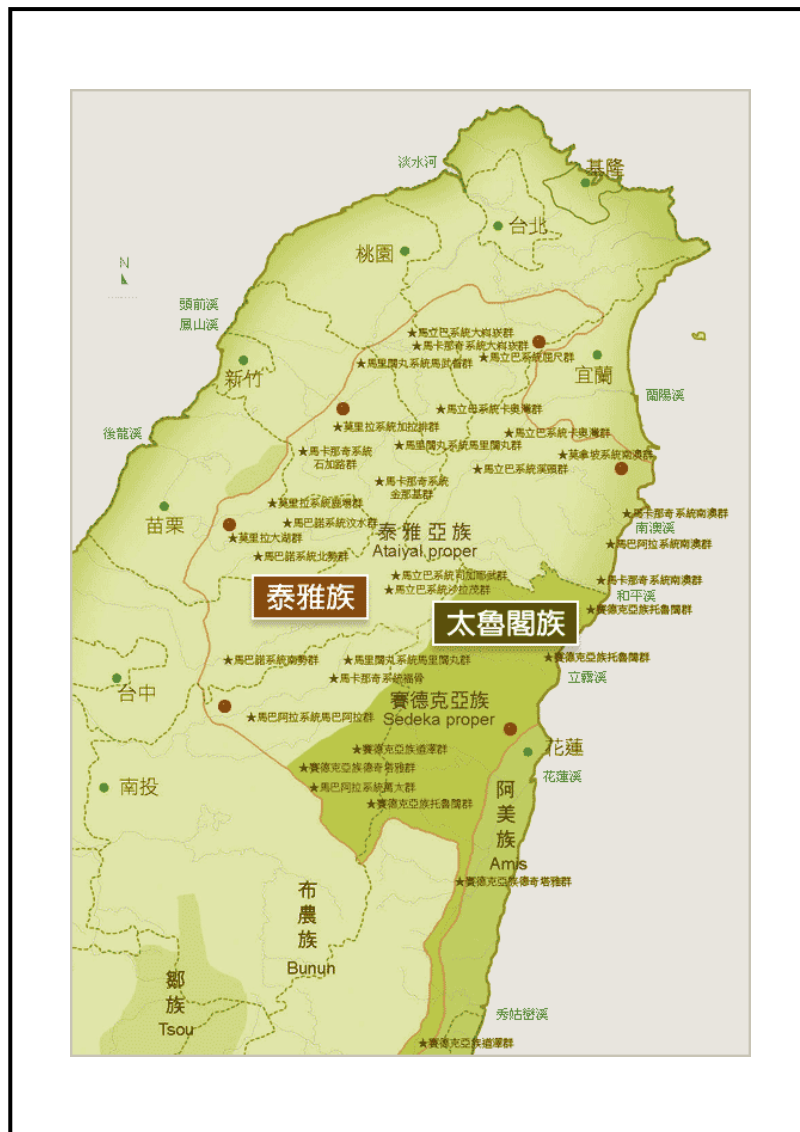 淡水河
基隆
台北
桃園
N
頭前溪
鳳山溪
★馬立巴系統大嵙崁群
★馬卡那奇系統大嵙崁群
★馬立巴系統屈尺群
★馬里闊丸系統馬武督群
宜蘭
新竹
蘭陽溪
★馬立母系統卡奧灣群
後龍溪
★莫里拉系統加拉排群
★馬立巴系統卡奧灣群
★馬里闊丸系統馬里闊丸群
★馬卡那奇系統
石加路群
★莫拿坡系統南澳群
★馬立巴系統溪頭群
★馬卡那奇系統
金那基群
★莫里拉系統鹿場群
苗栗
★馬卡那奇系統南澳群
★馬巴諾系統汶水群
南澳溪
★莫里拉大湖群
泰雅亞族
Ataiyal proper
★馬巴阿拉系統南澳群
★馬巴諾系統北勢群
★馬立巴系統司加耶武群
★馬卡那奇系統南澳群
★馬立巴系統沙拉茂群
和平溪
泰雅族
★賽德克亞族托魯闊群
太魯閣族
★馬巴諾系統南勢群
★馬里闊丸系統馬里闊丸群
★賽德克亞族托魯闊群
★馬卡那奇系統福骨
立霧溪
台中
賽德克亞族
Sedeka proper
★馬巴阿拉系統馬巴阿拉群
★賽德克亞族道澤群
花蓮
★賽德克亞族德奇塔雅群
花蓮溪
南投
★馬巴阿拉系統萬大群
★賽德克亞族托魯闊群
阿美族
Amis
★賽德克亞族德奇塔雅群
布農族
Bunun
鄒族
Tsou
秀姑巒溪
★賽德克亞族道澤群